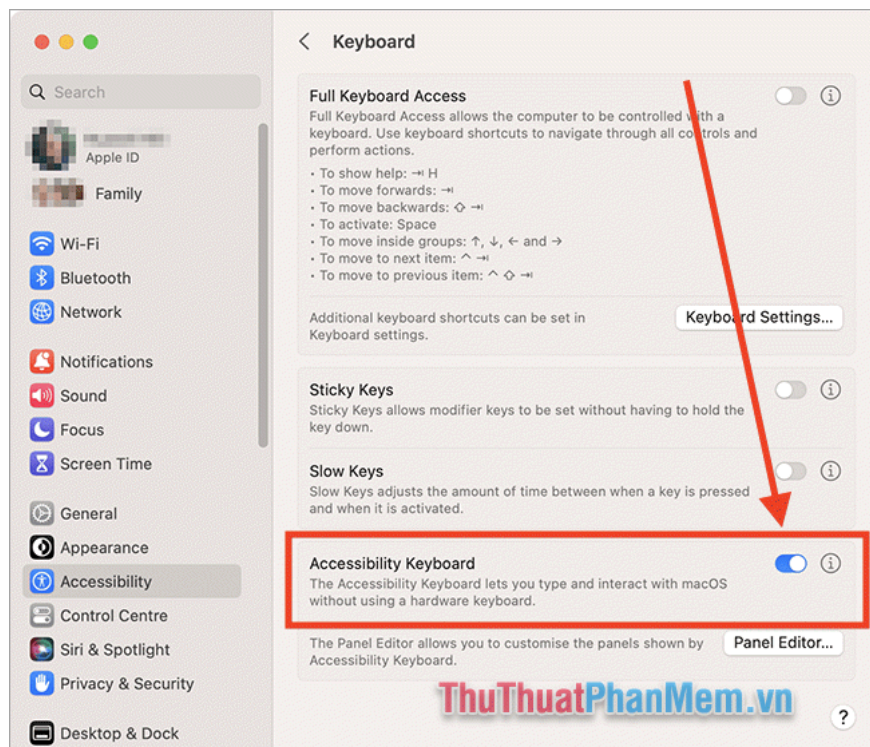 Keyboard
Search
Apple ID
Family
Wi-Fi
Bluetooth
Network
Notifications
Sound
Focus
Screen Time
General
Appearance
Accessibility
Control Centre
Siri & Spotlight
Privacy & Security
Desktop & Dock
Full Keyboard Access
Full Keyboard Access allows the computer to be controlled with a
keyboard. Use keyboard shortcuts to navigate through all controls and
perform actions.
• To show help: ⇥ H
• To move forwards: ⇥
• To move backwards: ⇧ ⇥
• To activate: Space
• To move inside groups: ↑, ↓, ← and →
• To move to next item: ^ ⇥
• To move to previous item: ^ ⇧ ⇥
Additional keyboard shortcuts can be set in
Keyboard settings.
Keyboard Settings...
Sticky Keys
Sticky Keys allows modifier keys to be set without having to hold the
key down.
Slow Keys
Slow Keys adjusts the amount of time between when a key is pressed
and when it is activated.
Accessibility Keyboard
The Accessibility Keyboard lets you type and interact with macOS
without using a hardware keyboard.
The Panel Editor allows you to customise the panels shown by
Accessibility Keyboard.
Panel Editor...
ThuThuatPhanMem.vn
?